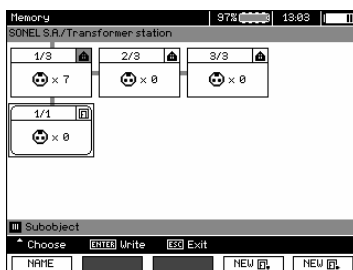 Memory 97% 13:03
SONEL S.A./Transformer station
1/3 2/3 3/3
× 7 × 0 × 0
1/1
× 0
Subobject
Choose ENTER Write ESC Exit
NAME NEW NEW